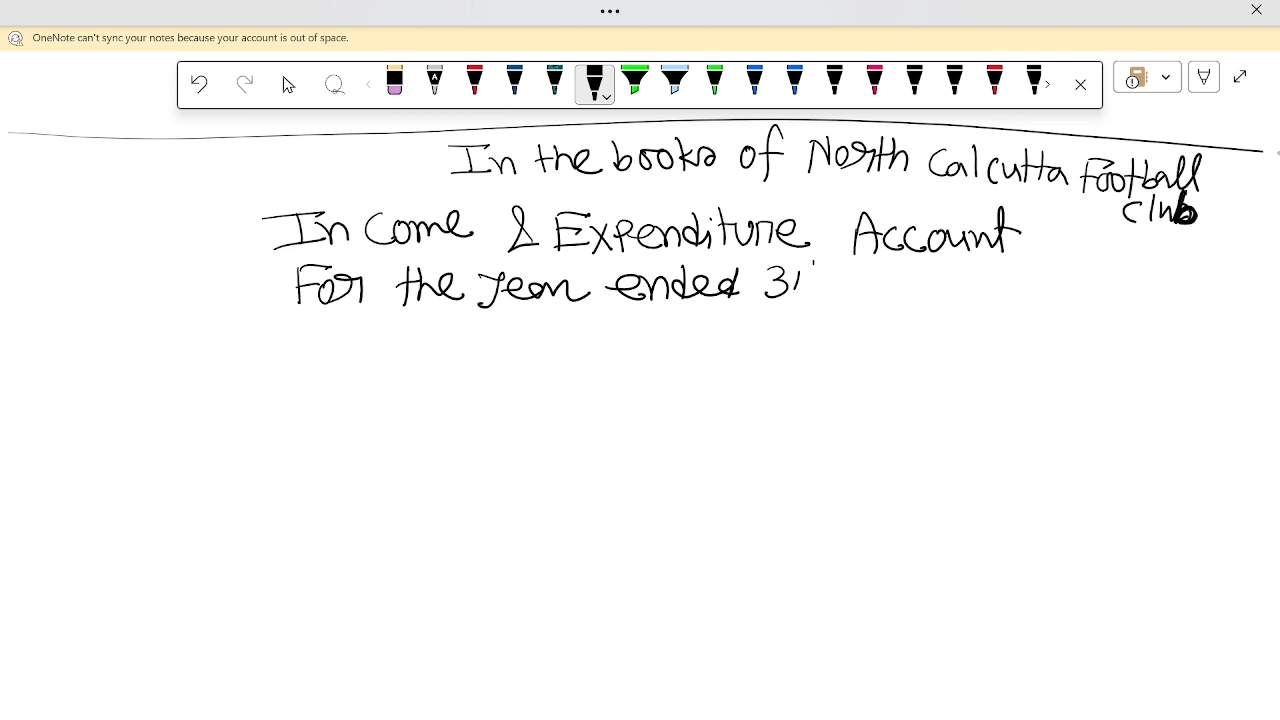 OneNote can't sync your notes because your account is out of space.
In the books of North Calcutta Football
Club
Income & Expenditure Account
For the year ended 31